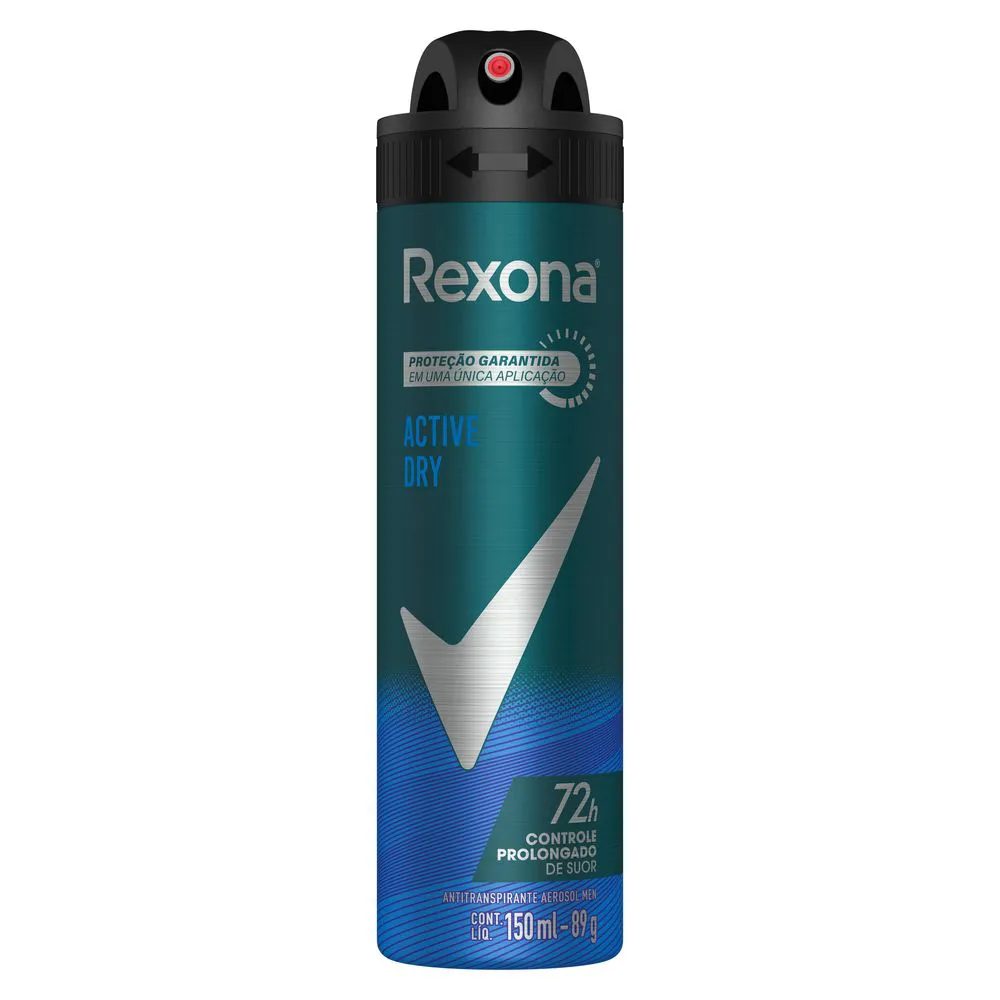 Rexona®
PROTEÇÃO GARANTIDA
EM UMA ÚNICA APLICAÇÃO
ACTIVE
DRY
72h
CONTROLE
PROLONGADO
DE SUOR
ANTITRANSPIRANTE AEROSOL MEN
CONT.
LÍQ. 150 ml - 89 g